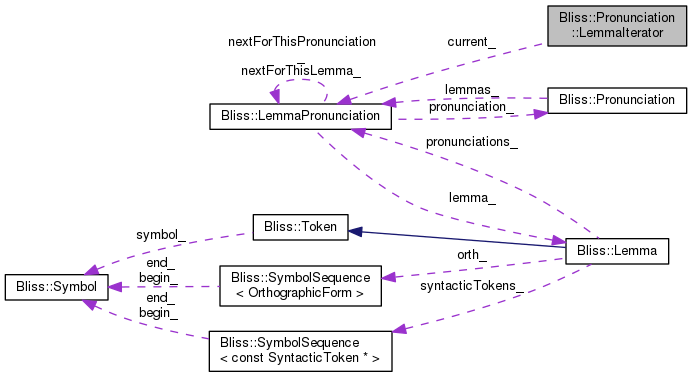 Bliss::Pronunciation
::LemmaIterator
nextForThisPronunciation
_
nextForThisLemma_
current_
lemmas_
Bliss::Pronunciation
pronunciation_
Bliss::LemmaPronunciation
pronunciations_
lemma_
Bliss::Token
symbol_
Bliss::Lemma
orth_
end_
begin_
Bliss::SymbolSequence
< OrthographicForm >
Bliss::Symbol
syntacticTokens_
end_
begin_
Bliss::SymbolSequence
< const SyntacticToken * >